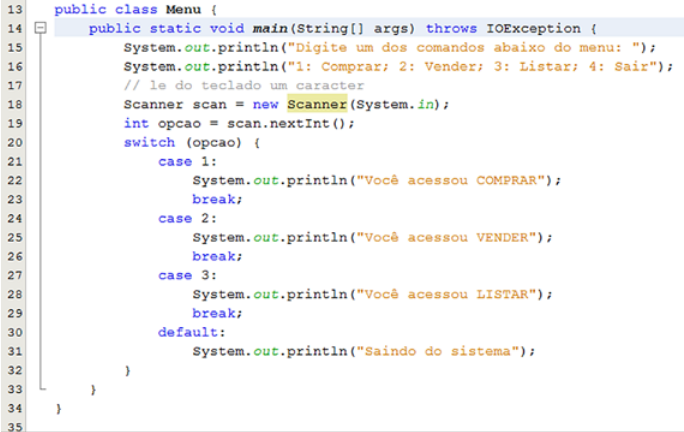 13 public class Menu {
14 public static void main(String[] args) throws IOException {
15 System.out.println("Digite um dos comandos abaixo do menu: ");
16 System.out.println("1: Comprar; 2: Vender; 3: Listar; 4: Sair");
17 // le do teclado um caracter
18 Scanner scan = new Scanner(System.in);
19 int opcao = scan.nextInt();
20 switch (opcao) {
21 case 1:
22 System.out.println("Você acessou COMPRAR");
23 break;
24 case 2:
25 System.out.println("Você acessou VENDER");
26 break;
27 case 3:
28 System.out.println("Você acessou LISTAR");
29 break;
30 default:
31 System.out.println("Saindo do sistema");
32 }
33 }
34 }
35